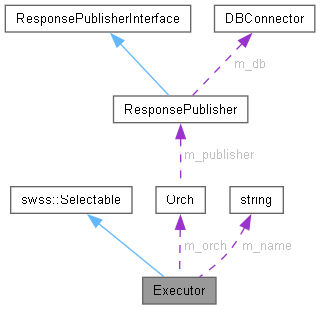 ResponsePublisherInterface
DBConnector
m_db
ResponsePublisher
m_publisher
swss::Selectable
Orch
string
m_orch
m_name
Executor